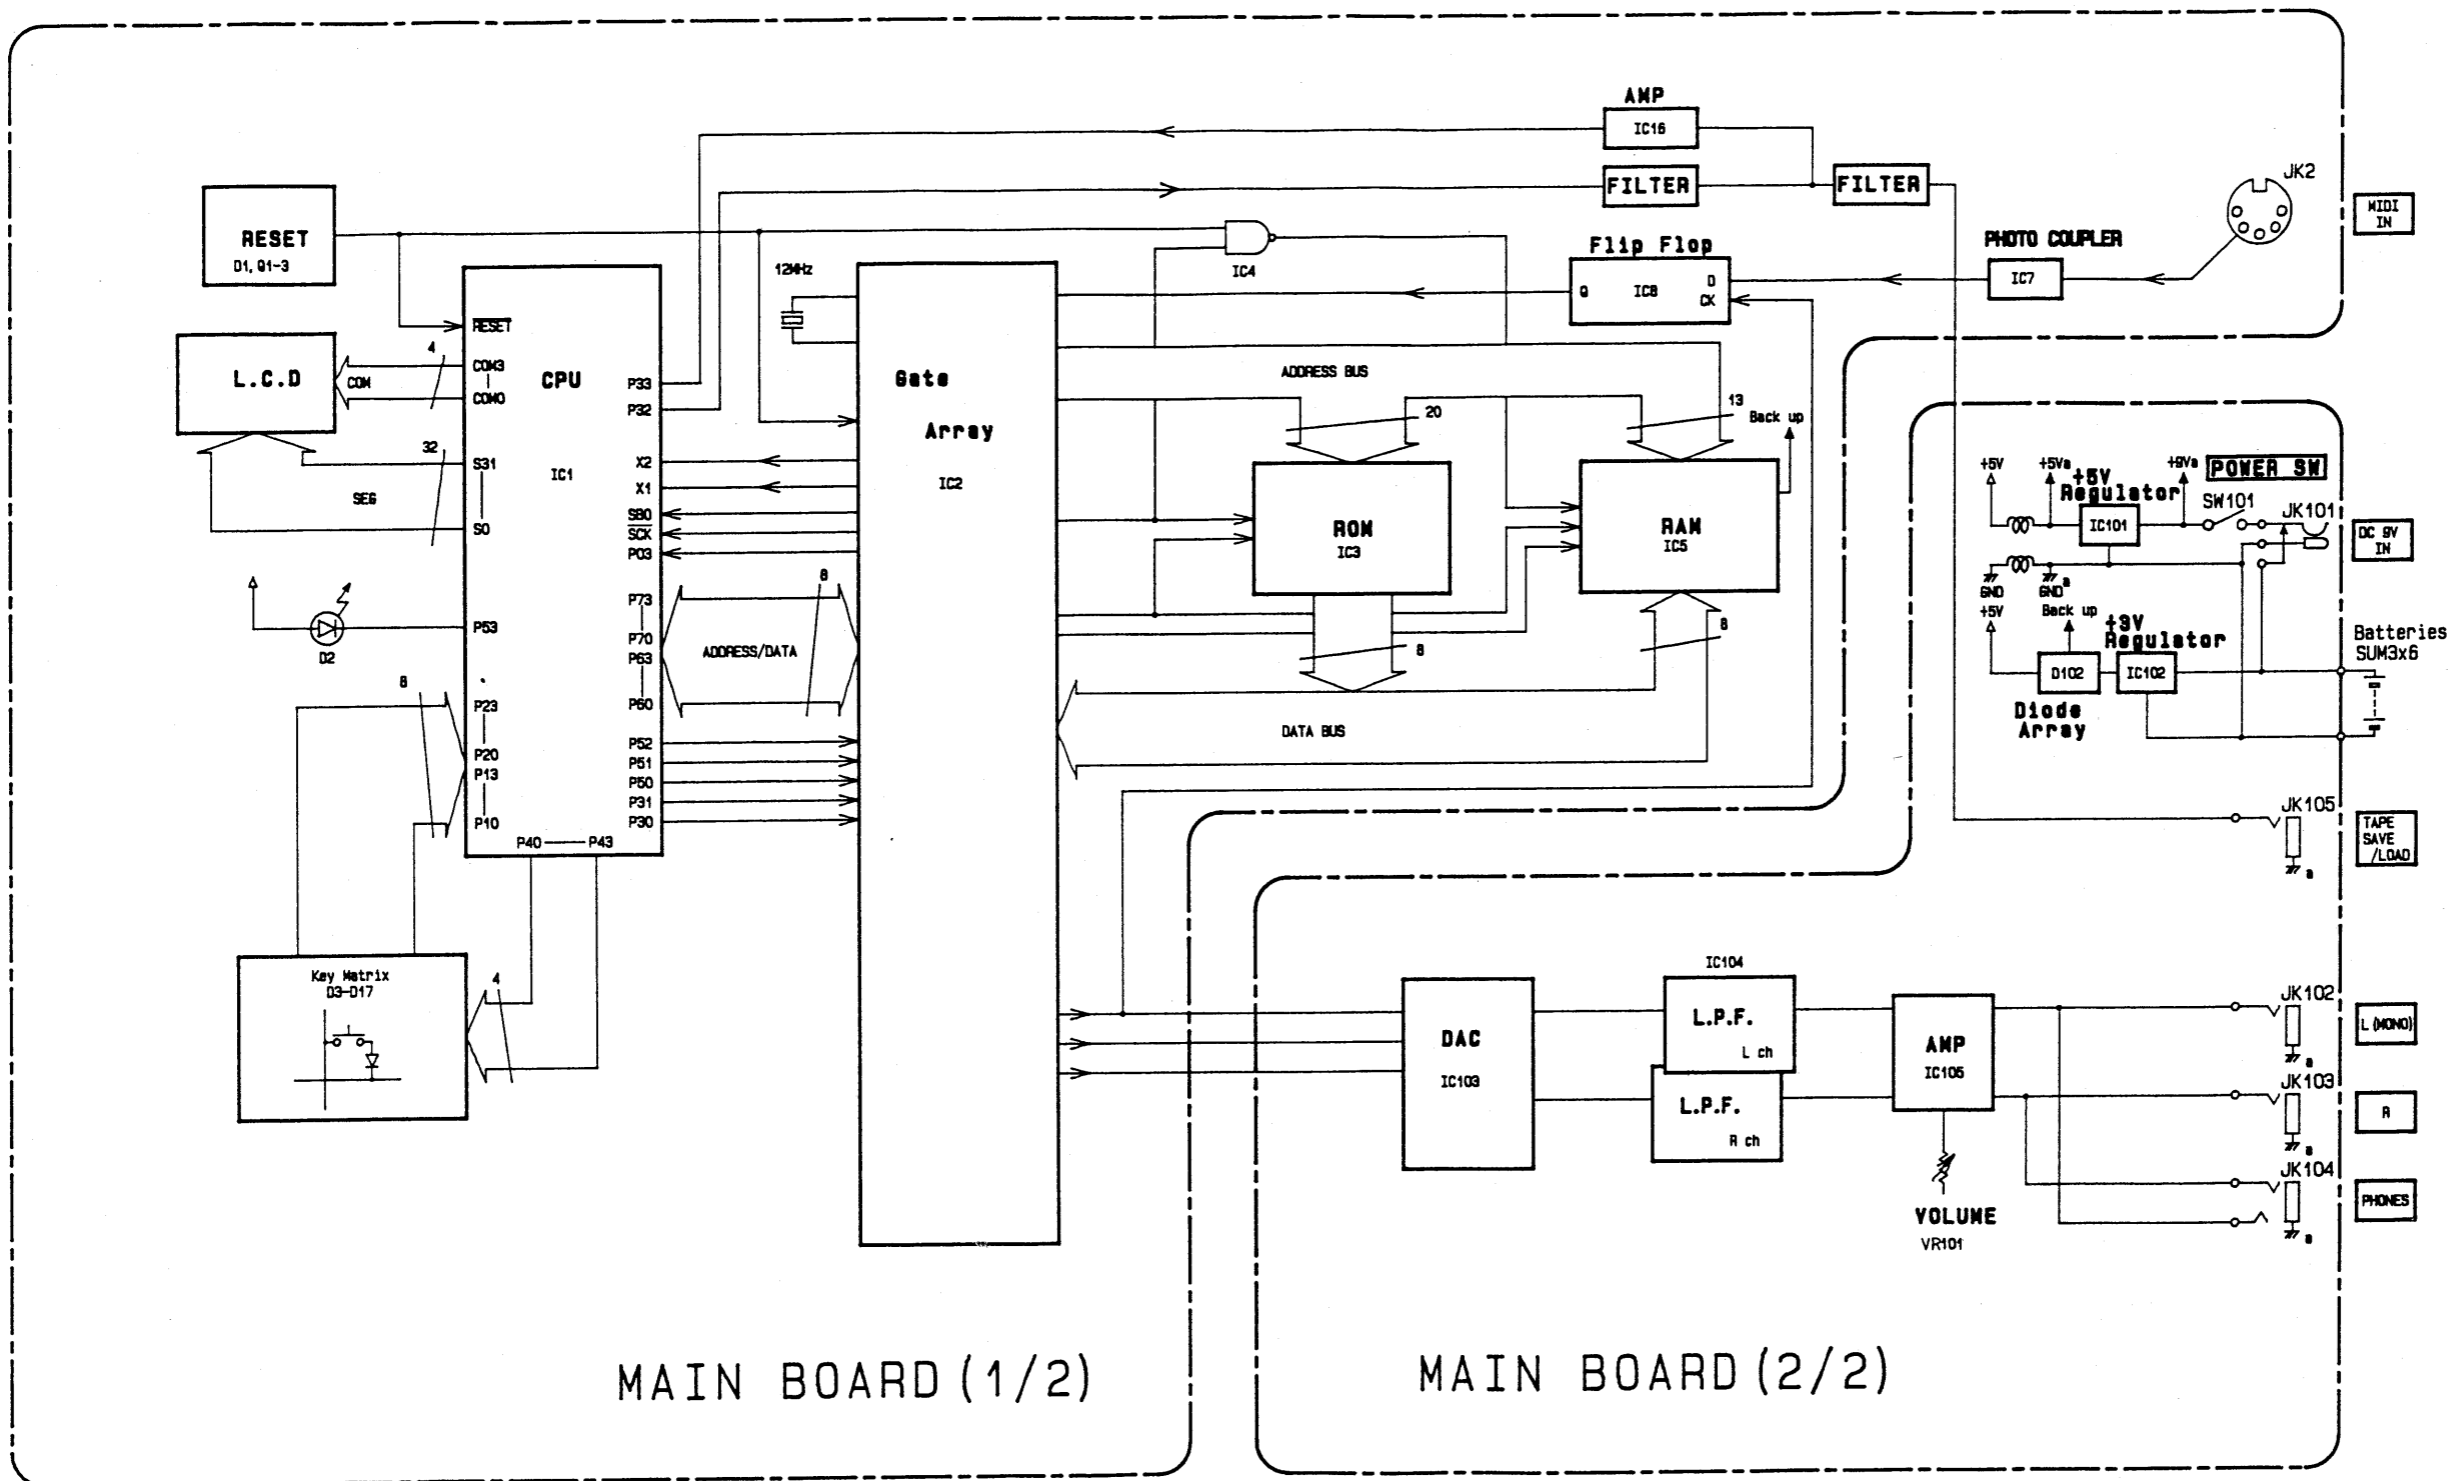 AMP
IC16
FILTER
FILTER
JK2
MIDI
IN
RESET
D1, Q1-3
12MHz
IC4
Flip Flop
Q
IC8
D
CK
PHOTO COUPLER
IC7
RESET
L.C.D
COM
4
COM3
COM0
CPU
IC1
P33
P32
Gate
Array
IC2
ADDRESS BUS
20
13
Back up
32
S31
SEG
S0
X2
X1
SB0
SCK
P03
ROM
IC3
RAM
IC5
+5V
+5Va
+5V
Regulator
IC101
+9Va
POWER SW
SW101
JK101
DC 9V
IN
GND
GND
a
+5V
Back up
+3V
Regulator
D102
IC102
Diode
Array
Batteries
SUM3x6
D2
P53
8
P73
P70
P63
P60
ADDRESS/DATA
8
8
8
DATA BUS
P23
P20
P13
P10
P40
P43
P52
P51
P50
P31
P30
JK105
TAPE
SAVE
/LOAD
a
Key Matrix
D3-D17
4
DAC
IC103
IC104
L.P.F.
L ch
L.P.F.
R ch
AMP
IC105
VOLUME
VR101
JK102
L (MONO)
a
JK103
R
a
JK104
PHONES
a
MAIN BOARD (1/2)
MAIN BOARD (2/2)